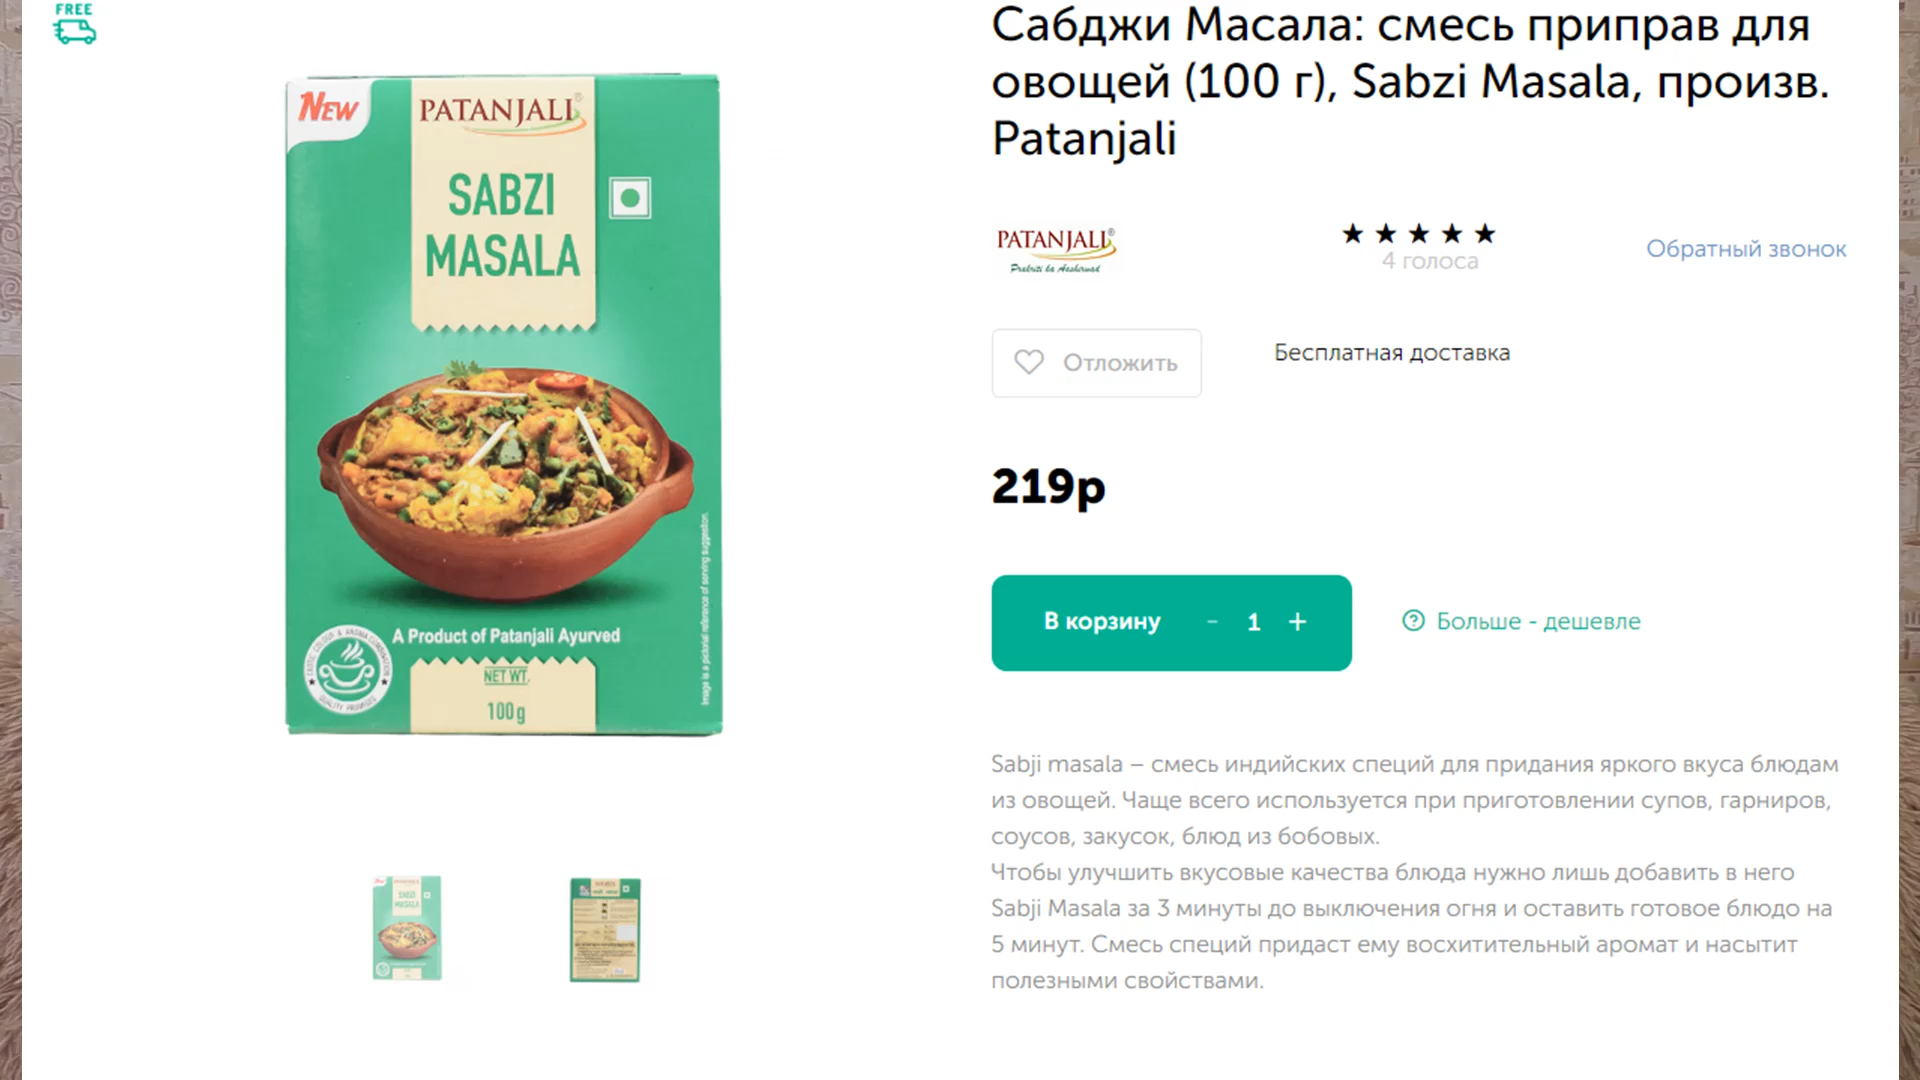 FREE
Сабджи Масала: смесь приправ для
овощей (100 г), Sabzi Masala, произв.
Patanjali
New
PATANJALI®
SABZI
MASALA
A Product of Patanjali Ayurved
NET WT.
100g
Image is a pictorial reference of serving suggestion.
PATANJALI®
Prakriti ka Aashirwad
★★★★★
4 голоса
Обратный звонок
Отложить
Бесплатная доставка
219р
В корзину - 1 +
Больше - дешевле
Sabji masala – смесь индийских специй для придания яркого вкуса блюдам
из овощей. Чаще всего используется при приготовлении супов, гарниров,
соусов, закусок, блюд из бобовых.
Чтобы улучшить вкусовые качества блюда нужно лишь добавить в него
Sabji Masala за 3 минуты до выключения огня и оставить готовое блюдо на
5 минут. Смесь специй придаст ему восхитительный аромат и насытит
полезными свойствами.